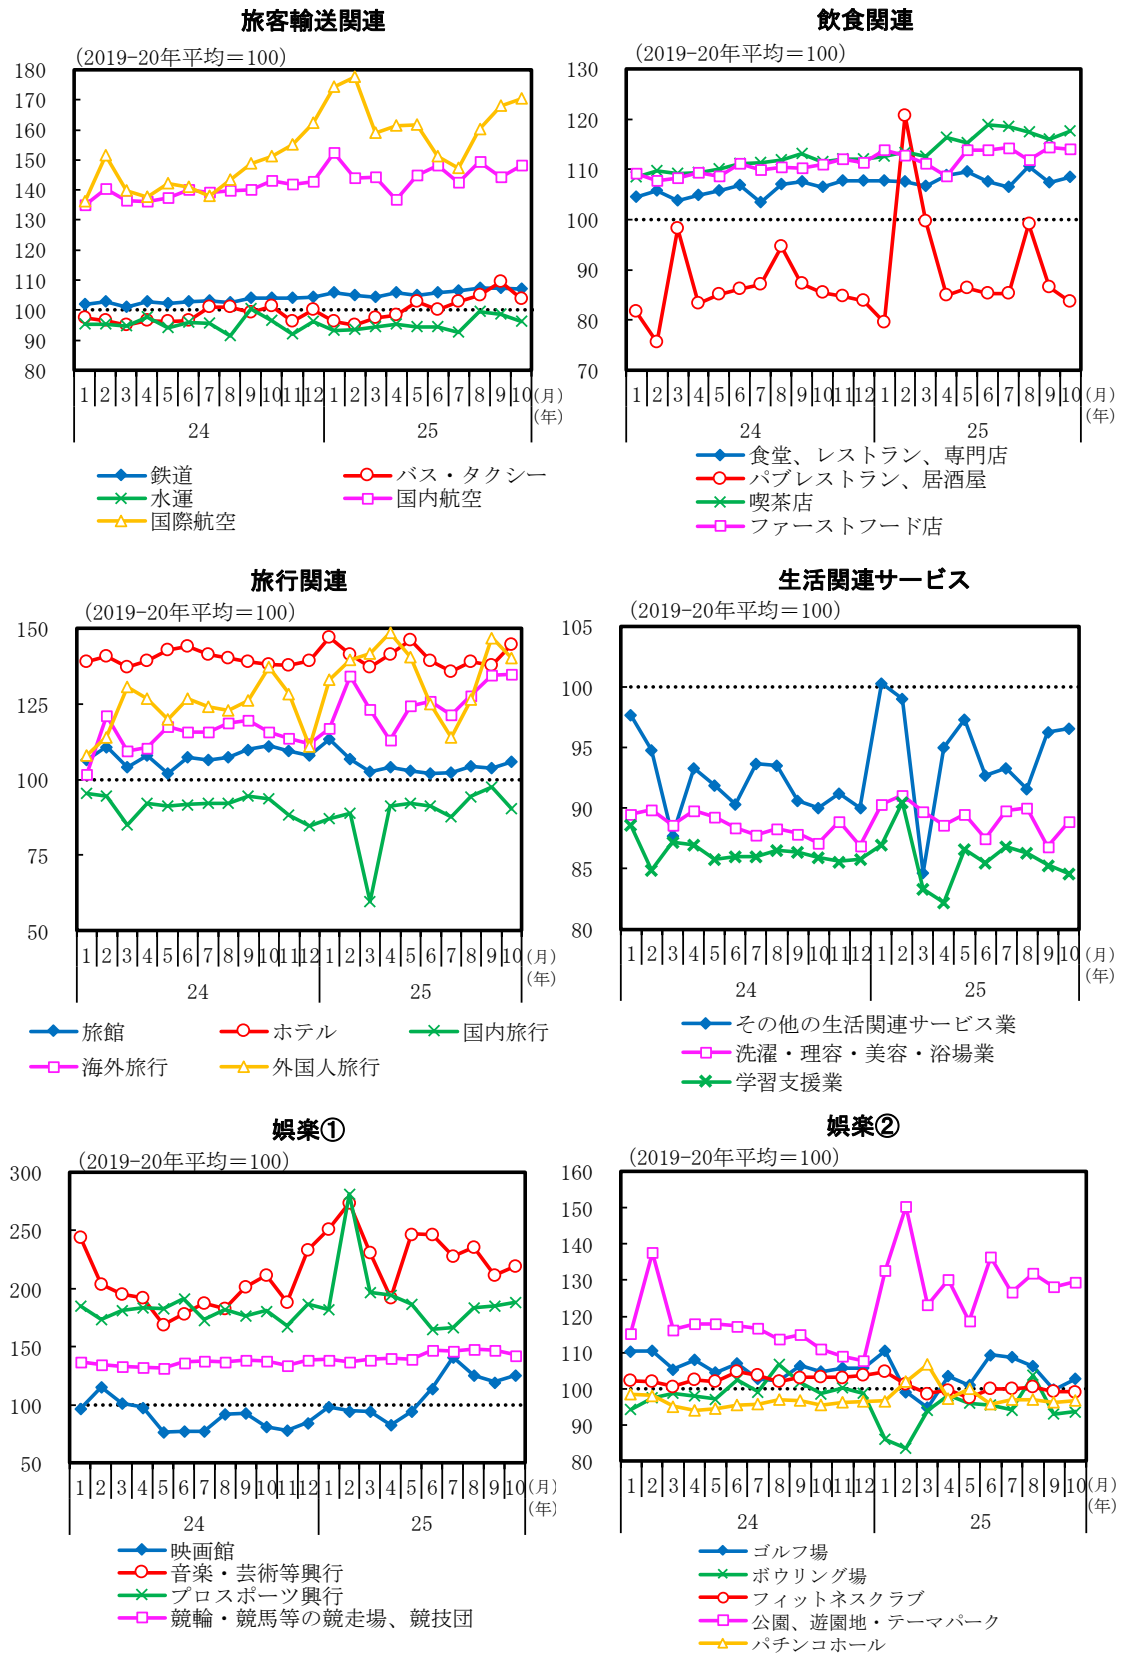 旅客輸送関連
(2019-20年平均＝100)
180
170
160
150
140
130
120
110
100
90
80
1 2 3 4 5 6 7 8 9 10 11 12 1 2 3 4 5 6 7 8 9 10 (月)
(年)
24 25
鉄道 バス・タクシー
水運 国内航空
国際航空
飲食関連
(2019-20年平均＝100)
130
120
110
100
90
80
70
1 2 3 4 5 6 7 8 9 10 11 12 1 2 3 4 5 6 7 8 9 10 (月)
(年)
24 25
食堂、レストラン、専門店
パブレストラン、居酒屋
喫茶店
ファーストフード店
旅行関連
(2019-20年平均＝100)
150
125
100
75
50
1 2 3 4 5 6 7 8 9 10 11 12 1 2 3 4 5 6 7 8 9 10 (月)
(年)
24 25
旅館 ホテル 国内旅行
海外旅行 外国人旅行
生活関連サービス
(2019-20年平均＝100)
105
100
95
90
85
80
1 2 3 4 5 6 7 8 9 10 11 12 1 2 3 4 5 6 7 8 9 10 (月)
(年)
24 25
その他の生活関連サービス業
洗濯・理容・美容・浴場業
学習支援業
娯楽①
(2019-20年平均＝100)
300
250
200
150
100
50
1 2 3 4 5 6 7 8 9 10 11 12 1 2 3 4 5 6 7 8 9 10 (月)
(年)
24 25
映画館
音楽・芸術等興行
プロスポーツ興行
競輪・競馬等の競走場、競技団
娯楽②
(2019-20年平均＝100)
160
150
140
130
120
110
100
90
80
1 2 3 4 5 6 7 8 9 10 11 12 1 2 3 4 5 6 7 8 9 10 (月)
(年)
24 25
ゴルフ場
ボウリング場
フィットネスクラブ
公園、遊園地・テーマパーク
パチンコホール